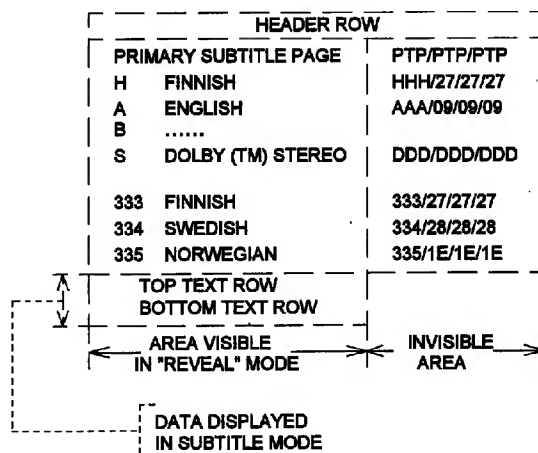 HEADER ROW
PRIMARY SUBTITLE PAGE PTP/PTP/PTP
H FINNISH HHH/27/27/27
A ENGLISH AAA/09/09/09
B ......
S DOLBY (TM) STEREO DDD/DDD/DDD
333 FINNISH 333/27/27/27
334 SWEDISH 334/28/28/28
335 NORWEGIAN 335/1E/1E/1E
TOP TEXT ROW
BOTTOM TEXT ROW
AREA VISIBLE INVISIBLE
IN "REVEAL" MODE AREA
DATA DISPLAYED
IN SUBTITLE MODE